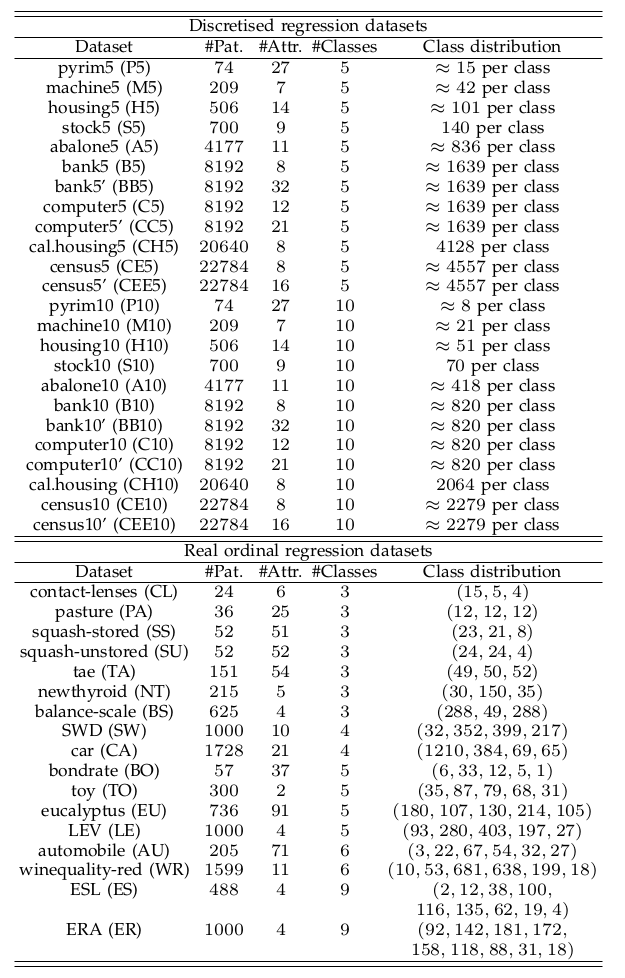 Discretised regression datasets
Dataset #Pat. #Attr. #Classes Class distribution
pyrim5 (P5) 74 27 5 ≈ 15 per class
machine5 (M5) 209 7 5 ≈ 42 per class
housing5 (H5) 506 14 5 ≈ 101 per class
stock5 (S5) 700 9 5 140 per class
abalone5 (A5) 4177 11 5 ≈ 836 per class
bank5 (B5) 8192 8 5 ≈ 1639 per class
bank5′ (BB5) 8192 32 5 ≈ 1639 per class
computer5 (C5) 8192 12 5 ≈ 1639 per class
computer5′ (CC5) 8192 21 5 ≈ 1639 per class
cal.housing5 (CH5) 20640 8 5 4128 per class
census5 (CE5) 22784 8 5 ≈ 4557 per class
census5′ (CEE5) 22784 16 5 ≈ 4557 per class
pyrim10 (P10) 74 27 10 ≈ 8 per class
machine10 (M10) 209 7 10 ≈ 21 per class
housing10 (H10) 506 14 10 ≈ 51 per class
stock10 (S10) 700 9 10 70 per class
abalone10 (A10) 4177 11 10 ≈ 418 per class
bank10 (B10) 8192 8 10 ≈ 820 per class
bank10′ (BB10) 8192 32 10 ≈ 820 per class
computer10 (C10) 8192 12 10 ≈ 820 per class
computer10′ (CC10) 8192 21 10 ≈ 820 per class
cal.housing (CH10) 20640 8 10 2064 per class
census10 (CE10) 22784 8 10 ≈ 2279 per class
census10′ (CEE10) 22784 16 10 ≈ 2279 per class
Real ordinal regression datasets
Dataset #Pat. #Attr. #Classes Class distribution
contact-lenses (CL) 24 6 3 (15, 5, 4)
pasture (PA) 36 25 3 (12, 12, 12)
squash-stored (SS) 52 51 3 (23, 21, 8)
squash-unstored (SU) 52 52 3 (24, 24, 4)
tae (TA) 151 54 3 (49, 50, 52)
newthyroid (NT) 215 5 3 (30, 150, 35)
balance-scale (BS) 625 4 3 (288, 49, 288)
SWD (SW) 1000 10 4 (32, 352, 399, 217)
car (CA) 1728 21 4 (1210, 384, 69, 65)
bondrate (BO) 57 37 5 (6, 33, 12, 5, 1)
toy (TO) 300 2 5 (35, 87, 79, 68, 31)
eucalyptus (EU) 736 91 5 (180, 107, 130, 214, 105)
LEV (LE) 1000 4 5 (93, 280, 403, 197, 27)
automobile (AU) 205 71 6 (3, 22, 67, 54, 32, 27)
winequality-red (WR) 1599 11 6 (10, 53, 681, 638, 199, 18)
ESL (ES) 488 4 9 (2, 12, 38, 100,
116, 135, 62, 19, 4)
ERA (ER) 1000 4 9 (92, 142, 181, 172,
158, 118, 88, 31, 18)